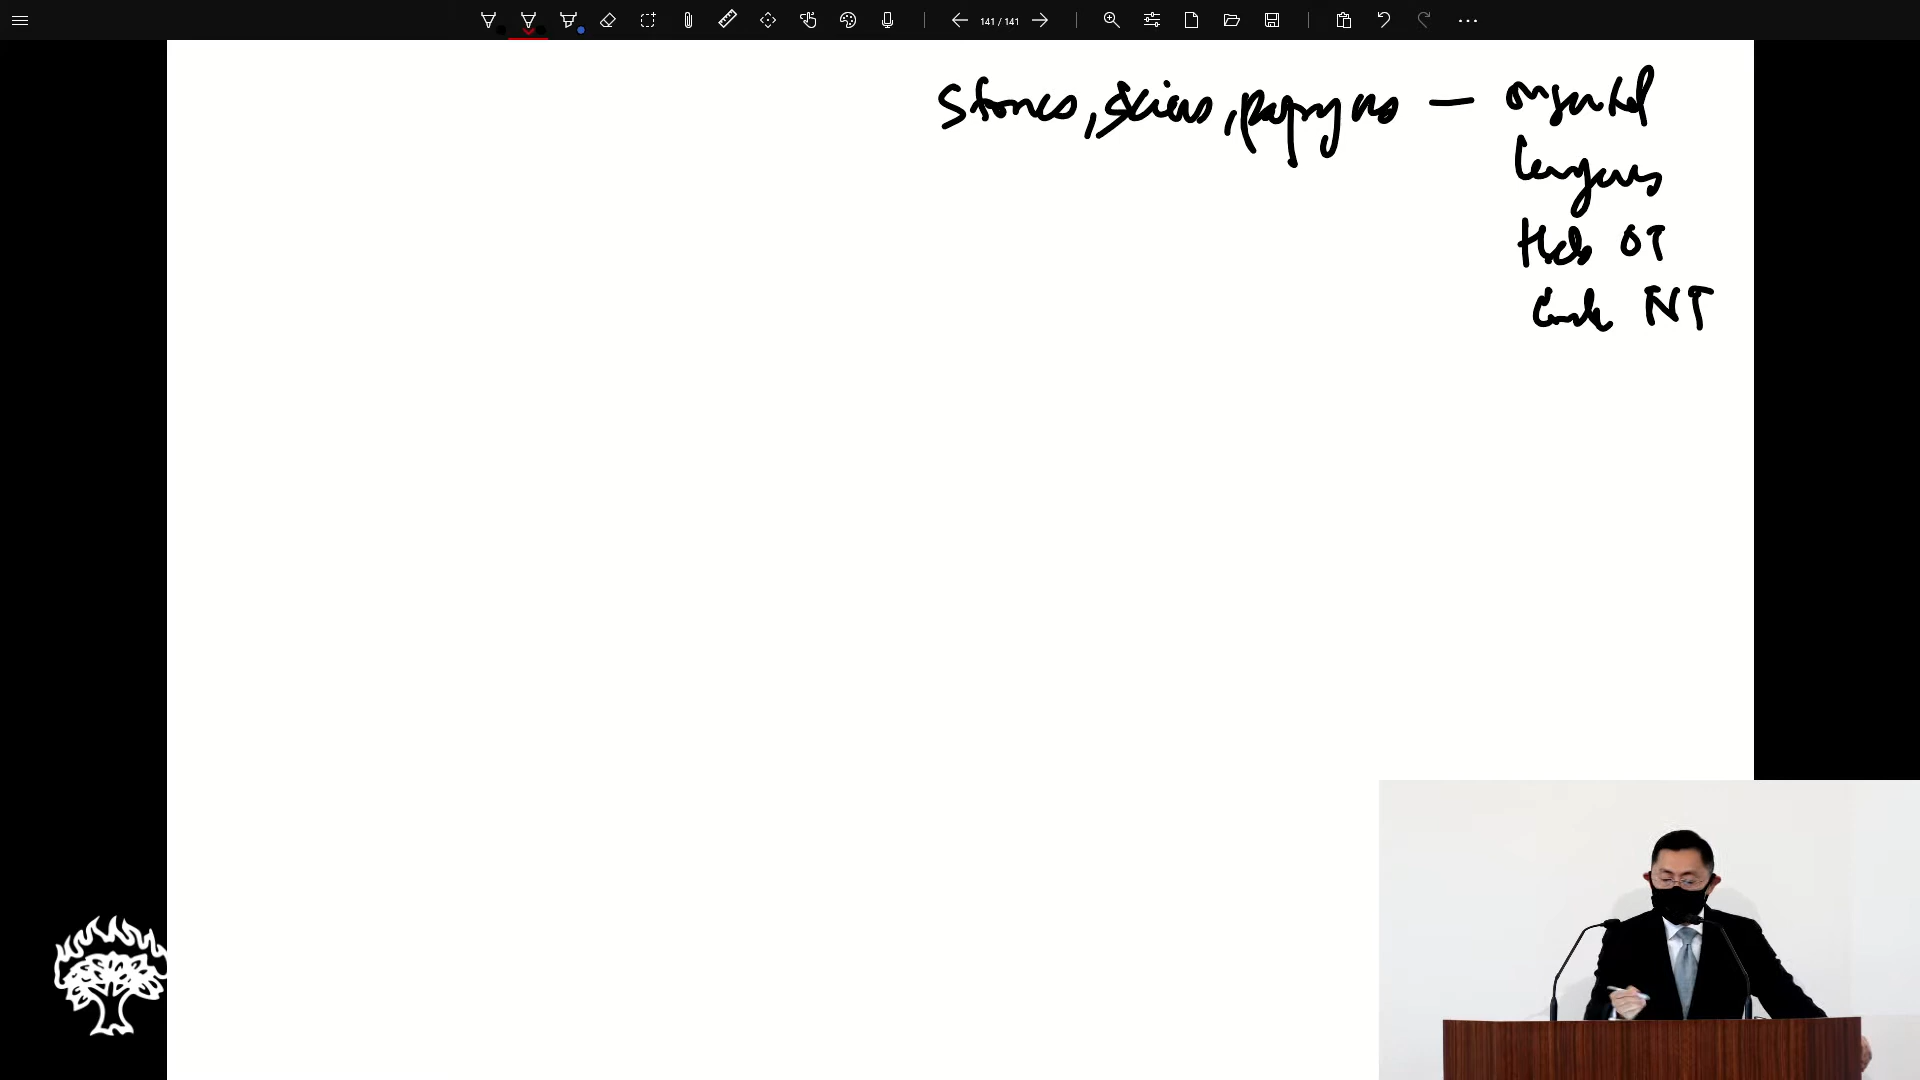 141 / 141
stones, skins, papyrus — original
languages
Heb OT
Greek NT